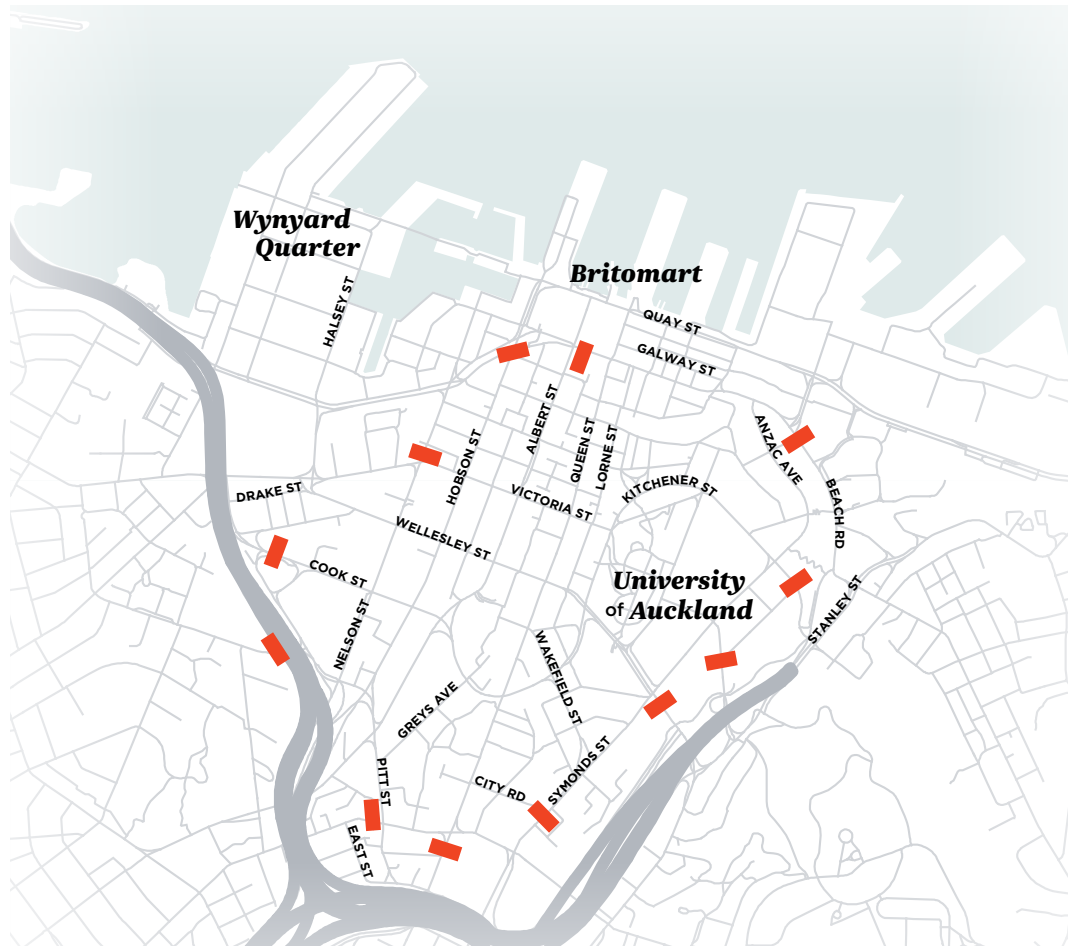 Wynyard
Quarter
Britomart
HALSEY ST
QUAY ST
GALWAY ST
ALBERT ST
QUEEN ST
LORNE ST
HOBSON ST
ANZAC AVE
KITCHENER ST
BEACH RD
DRAKE ST
VICTORIA ST
WELLESLEY ST
COOK ST
University
of Auckland
STANLEY ST
NELSON ST
WAKEFIELD ST
GREYS AVE
SYMONDS ST
PITT ST
CITY RD
EAST ST